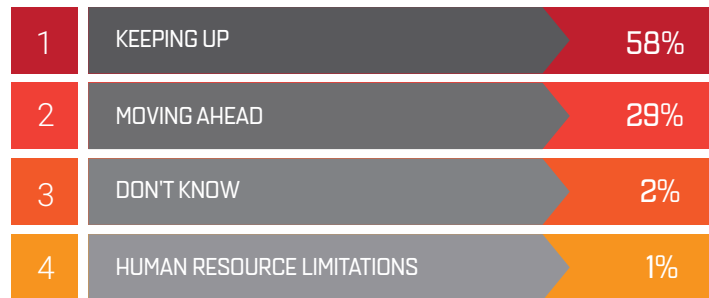 1 KEEPING UP 58%
2 MOVING AHEAD 29%
3 DON'T KNOW 2%
4 HUMAN RESOURCE LIMITATIONS 1%